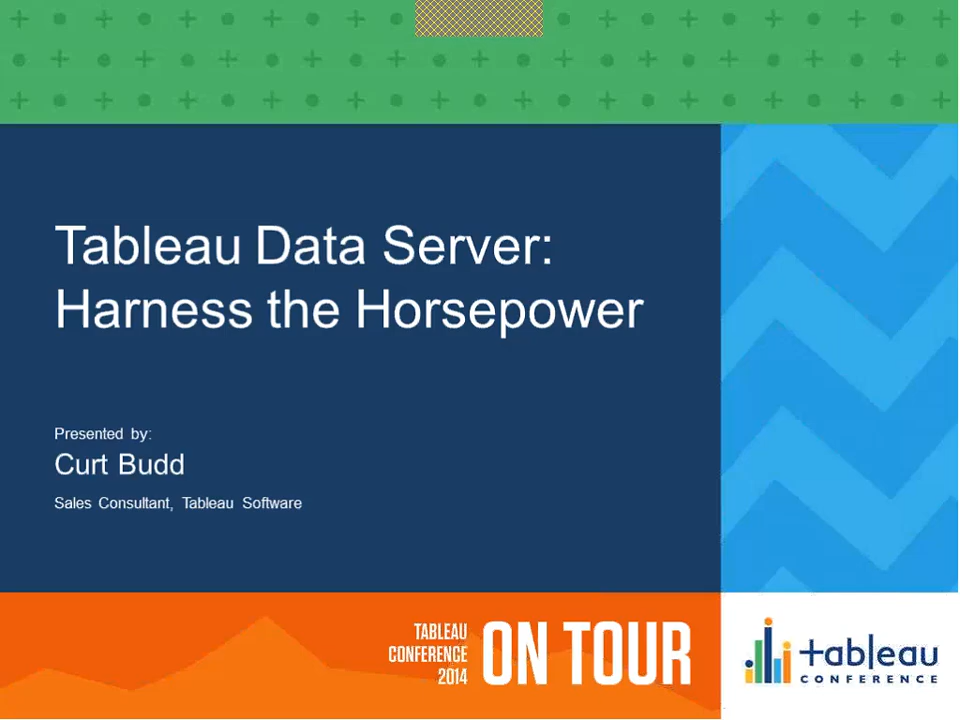 Tableau Data Server:
Harness the Horsepower
Presented by:
Curt Budd
Sales Consultant, Tableau Software
TABLEAU
CONFERENCE
2014
ON TOUR
+ableau
CONFERENCE